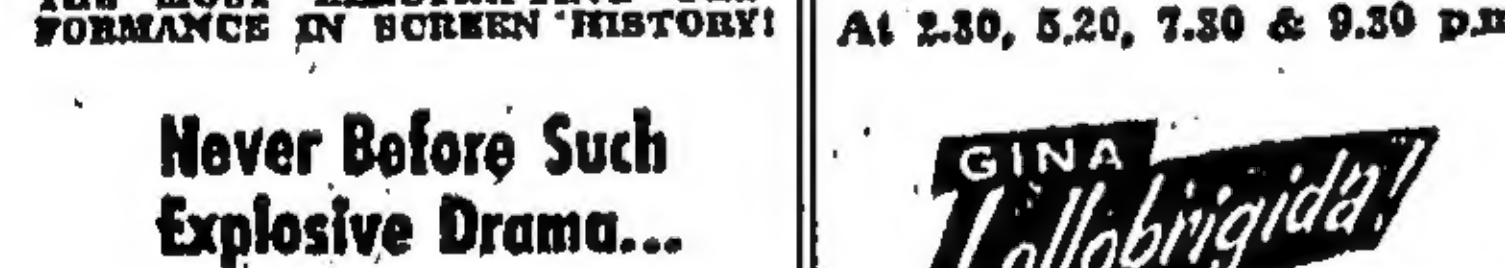 FORMANCE IN SCREEN HISTORY!
Never Before Such
Explosive Drama...
At 2.30, 5.20, 7.30 & 9.30 p.m
GINA
Lollobrigida!